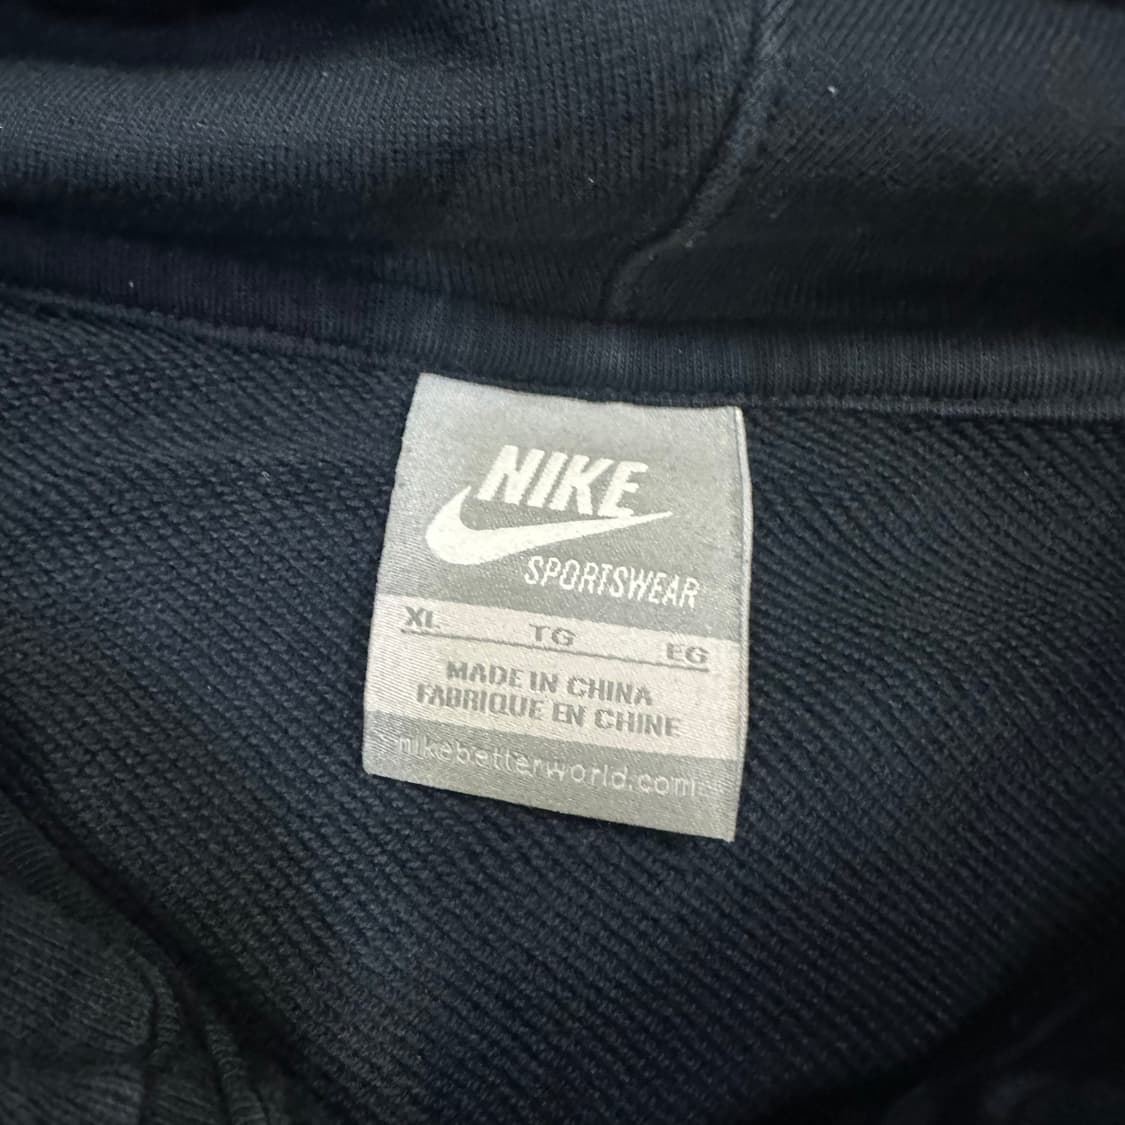 NIKE
SPORTSWEAR
XL TG EG
MADE IN CHINA
FABRIQUE EN CHINE
nikebetterworld.com